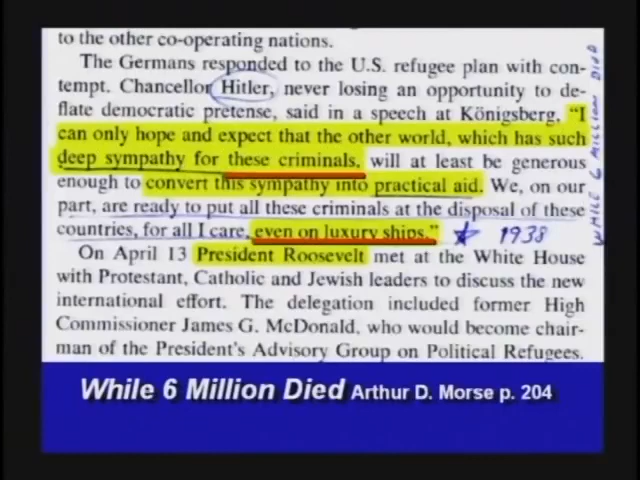 to the other co-operating nations.
The Germans responded to the U.S. refugee plan with con-
tempt. Chancellor Hitler, never losing an opportunity to de-
flate democratic pretense, said in a speech at Königsberg, “I
can only hope and expect that the other world, which has such
deep sympathy for these criminals, will at least be generous
enough to convert this sympathy into practical aid. We, on our
part, are ready to put all these criminals at the disposal of these
countries, for all I care, even on luxury ships.” 1938
On April 13 President Roosevelt met at the White House
with Protestant, Catholic and Jewish leaders to discuss the new
international effort. The delegation included former High
Commissioner James G. McDonald, who would become chair-
man of the President's Advisory Group on Political Refugees.
WHILE 6 MILLION DIED
While 6 Million Died Arthur D. Morse p. 204